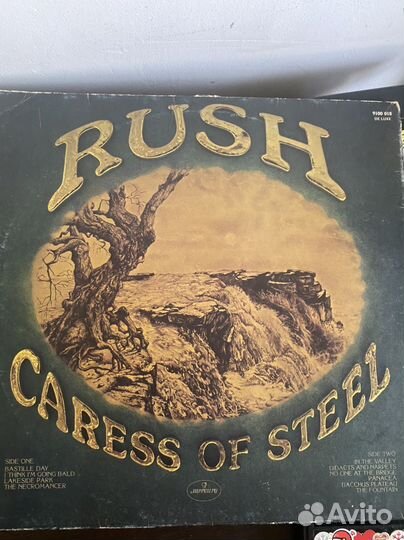 RUSH
9100 018
DE LUXE
CARESS OF STEEL
SIDE ONE
BASTILLE DAY
I THINK I'M GOING BALD
LAKESIDE PARK
THE NECROMANCER
SIDE TWO
IN THE VALLEY
DIDACTS AND NARPETS
NO ONE AT THE BRIDGE
PANACEA
BACCHUS PLATEAU
THE FOUNTAIN
Avito